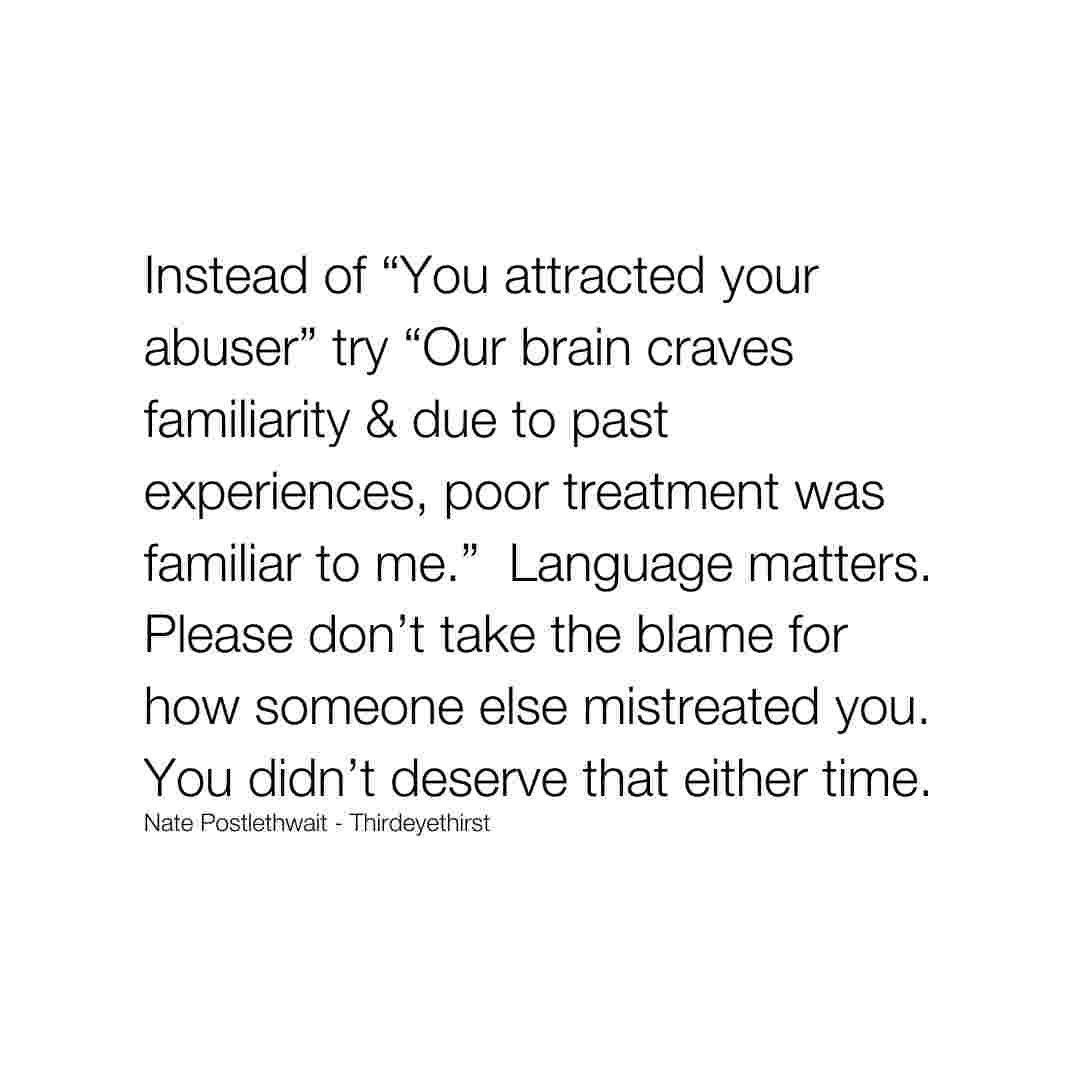 Instead of “You attracted your
abuser” try “Our brain craves
familiarity & due to past
experiences, poor treatment was
familiar to me.”  Language matters.
Please don’t take the blame for
how someone else mistreated you.
You didn’t deserve that either time.
Nate Postlethwait - Thirdeyethirst